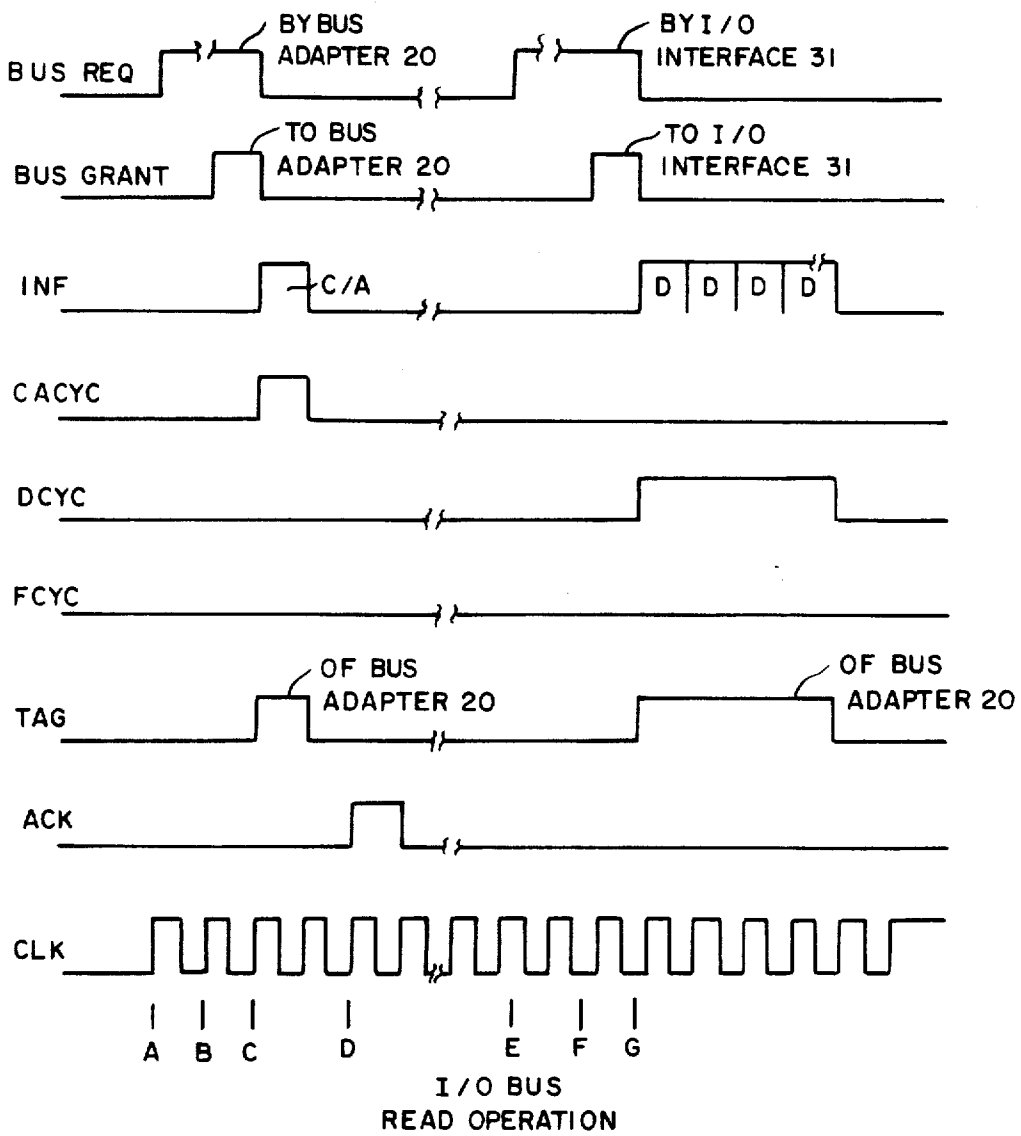 BY BUS
ADAPTER 20
BY I/O
INTERFACE 31
BUS REQ
TO BUS
ADAPTER 20
TO I/O
INTERFACE 31
BUS GRANT
INF
C/A
D D D D
CACYC
DCYC
FCYC
OF BUS
ADAPTER 20
OF BUS
ADAPTER 20
TAG
ACK
CLK
A B C D E F G
I/O BUS
READ OPERATION